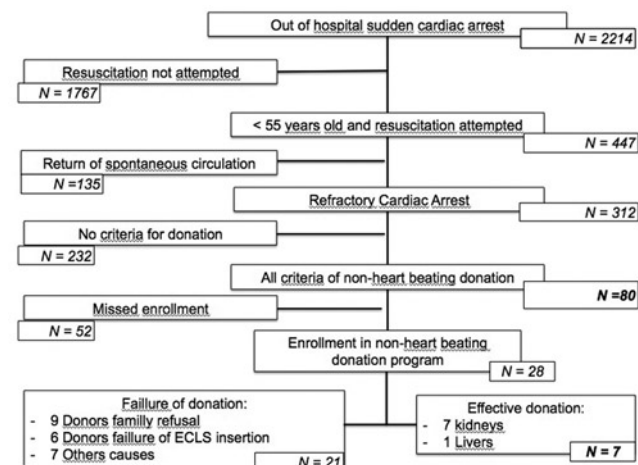 Out of hospital sudden cardiac arrest
N = 2214
Resuscitation not attempted
N = 1767
< 55 years old and resuscitation attempted
N = 447
Return of spontaneous circulation
N =135
Refractory Cardiac Arrest
N = 312
No criteria for donation
N = 232
All criteria of non-heart beating donation
N =80
Missed enrollment
N = 52
Enrollment in non-heart beating
donation program
N = 28
Faillure of donation:
- 9 Donors familly refusal
- 6 Donors faillure of ECLS insertion
- 7 Others causes
N = 21
Effective donation:
- 7 kidneys
- 1 Livers
N = 7